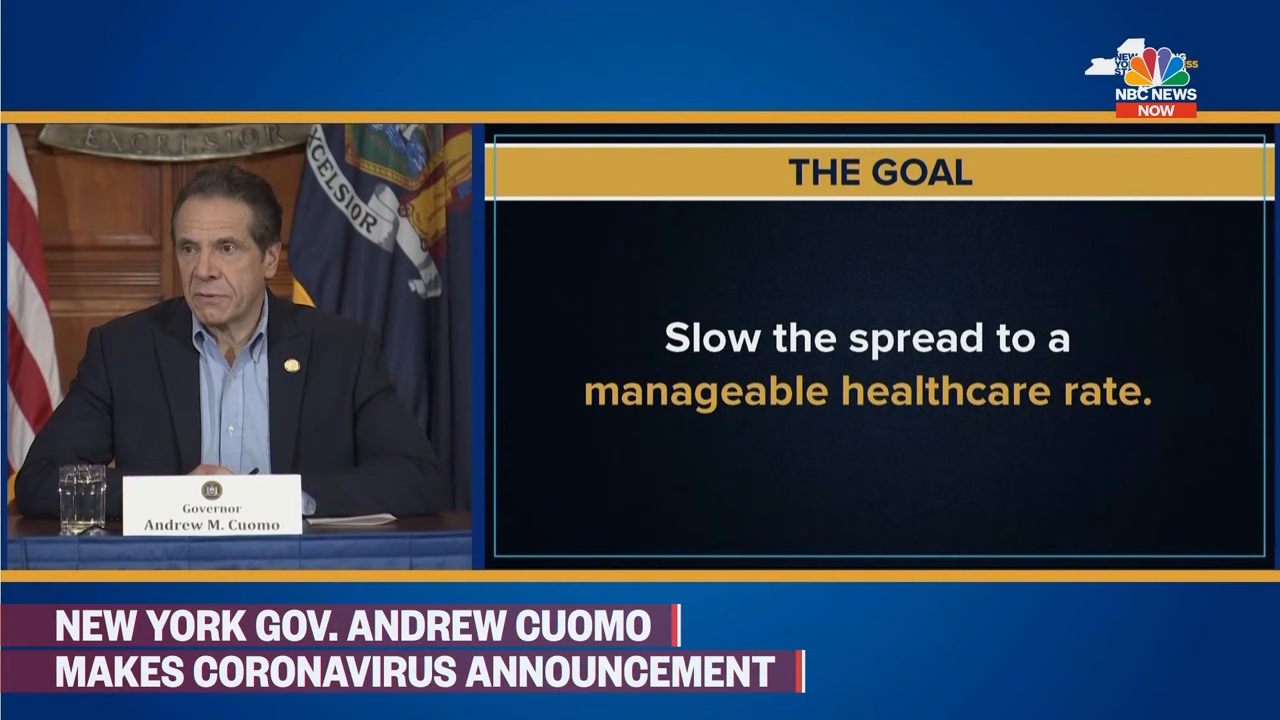 NBC NEWS
NOW
EXCELSIOR
EXCELSIOR
THE GOAL
Slow the spread to a
manageable healthcare rate.
Governor
Andrew M. Cuomo
NEW YORK GOV. ANDREW CUOMO
MAKES CORONAVIRUS ANNOUNCEMENT